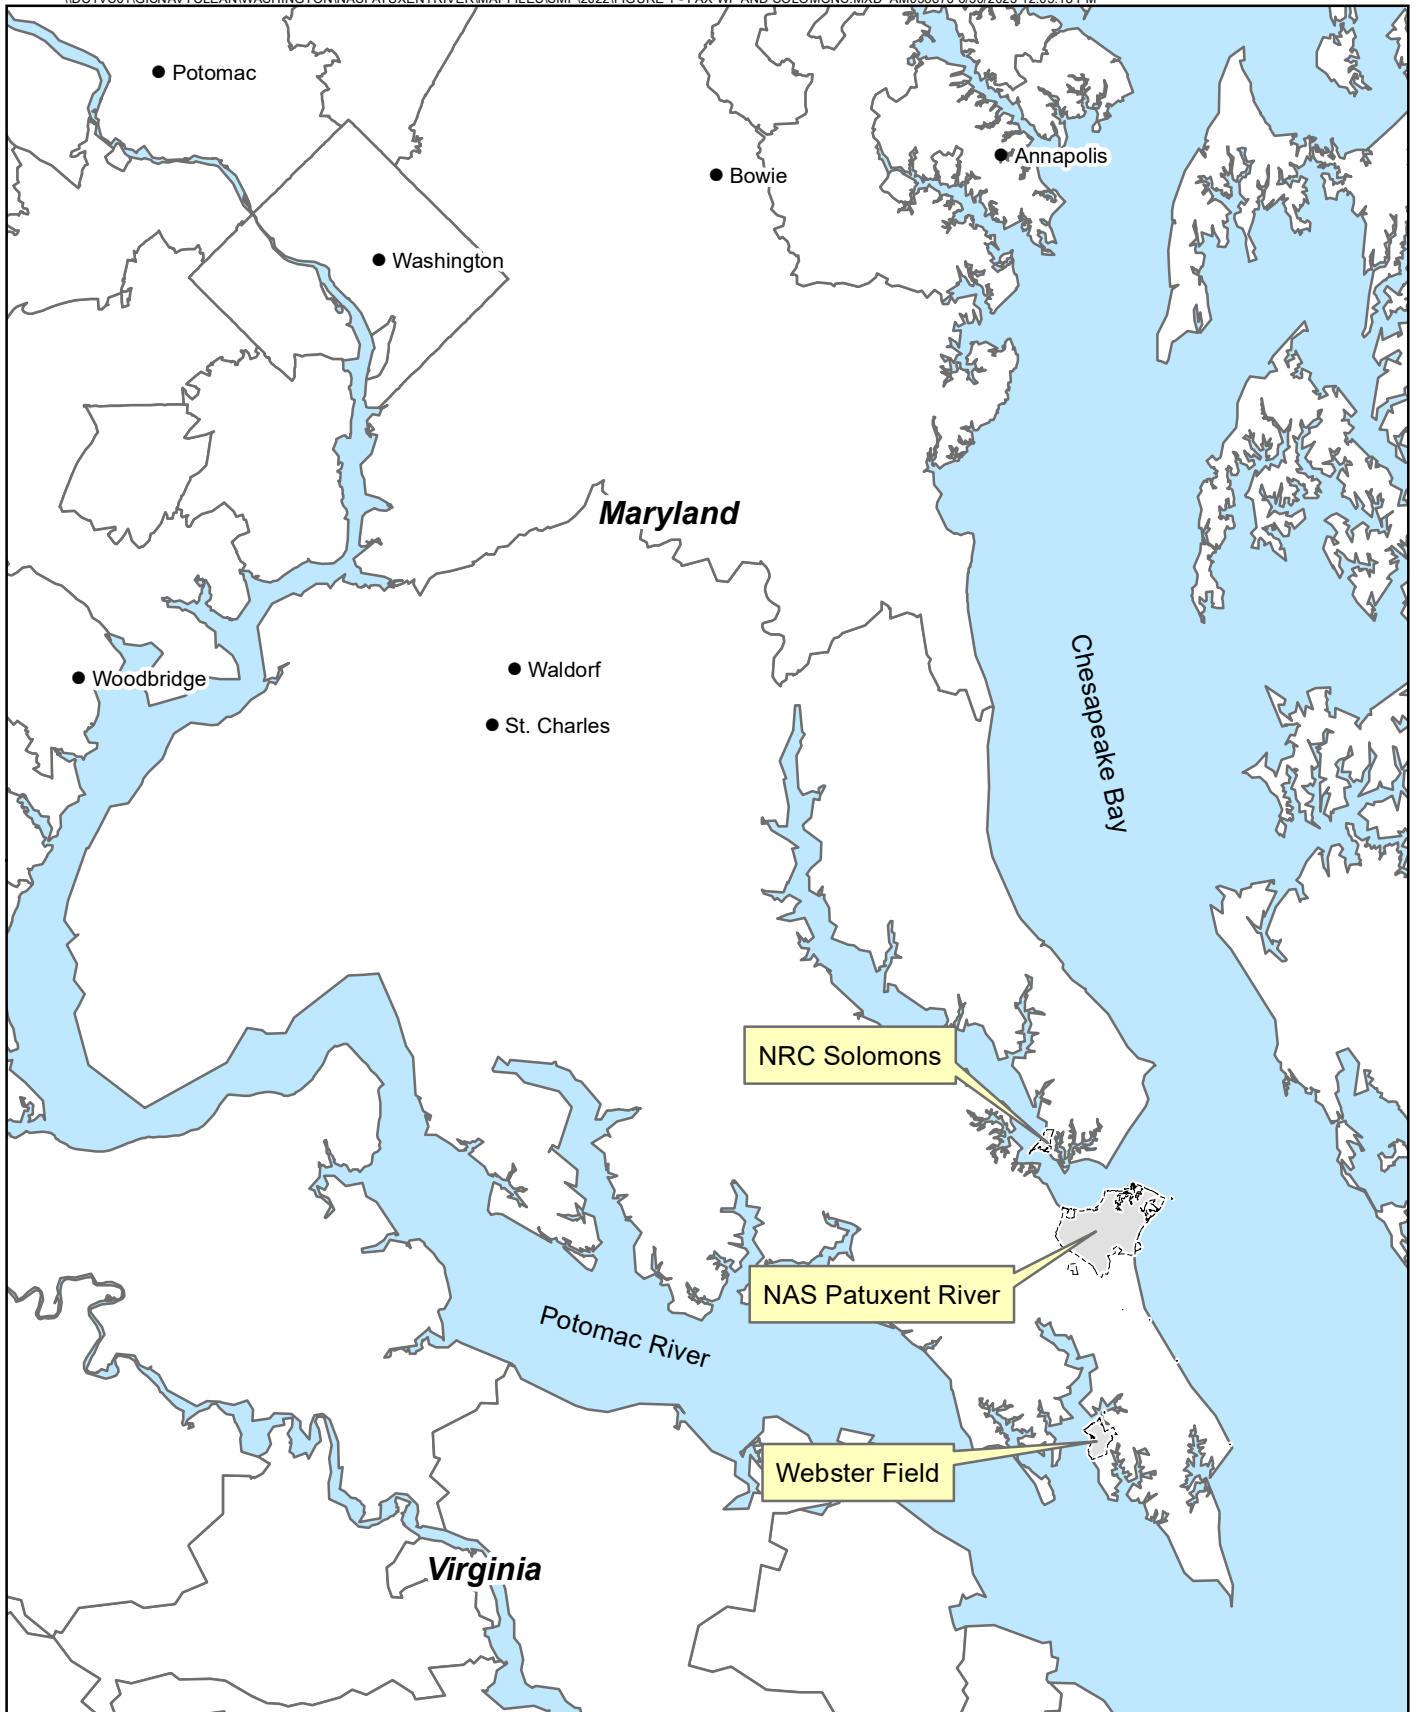 Potomac
Annapolis
Bowie
Washington
Maryland
Waldorf
Woodbridge
St. Charles
Chesapeake Bay
NRC Solomons
NAS Patuxent River
Potomac River
Webster Field
Virginia